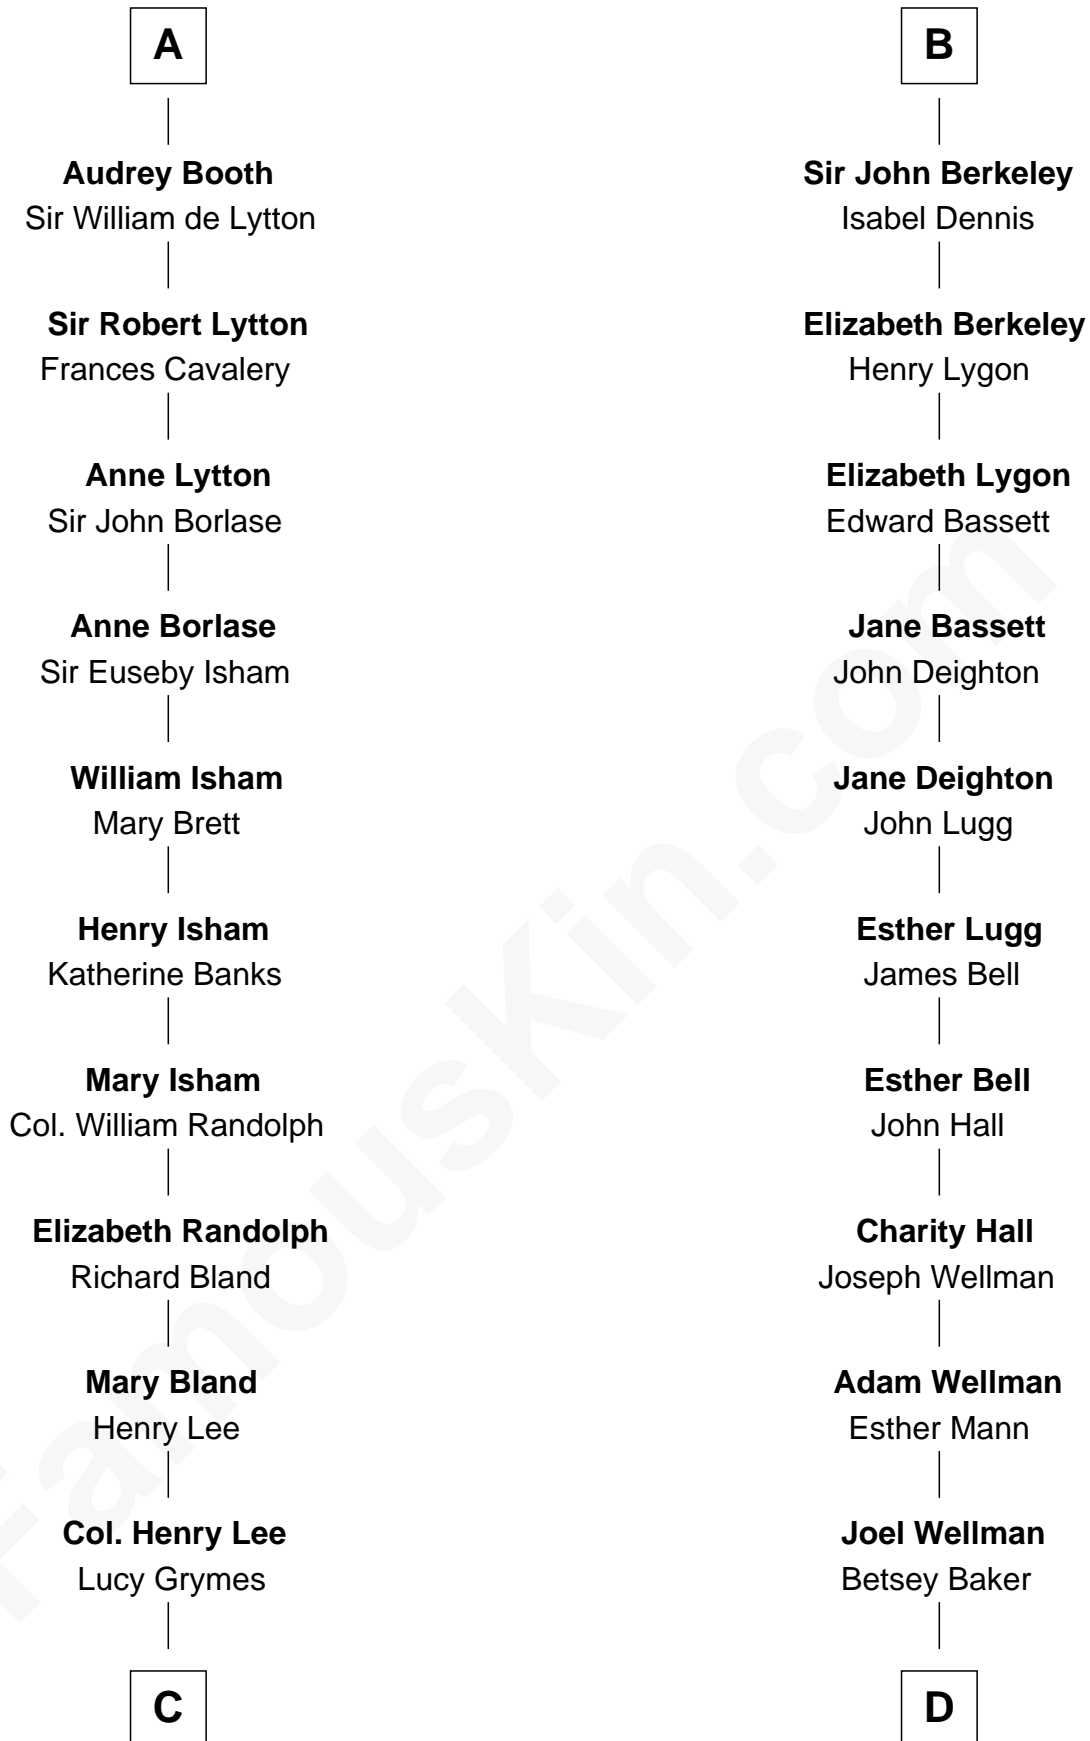 A
Audrey Booth
Sir William de Lytton
Sir Robert Lytton
Frances Cavalery
Anne Lytton
Sir John Borlase
Anne Borlase
Sir Euseby Isham
William Isham
Mary Brett
Henry Isham
Katherine Banks
Mary Isham
Col. William Randolph
Elizabeth Randolph
Richard Bland
Mary Bland
Henry Lee
Col. Henry Lee
Lucy Grymes
C
B
Sir John Berkeley
Isabel Dennis
Elizabeth Berkeley
Henry Lygon
Elizabeth Lygon
Edward Bassett
Jane Bassett
John Deighton
Jane Deighton
John Lugg
Esther Lugg
James Bell
Esther Bell
John Hall
Charity Hall
Joseph Wellman
Adam Wellman
Esther Mann
Joel Wellman
Betsey Baker
D
FamousKin.com